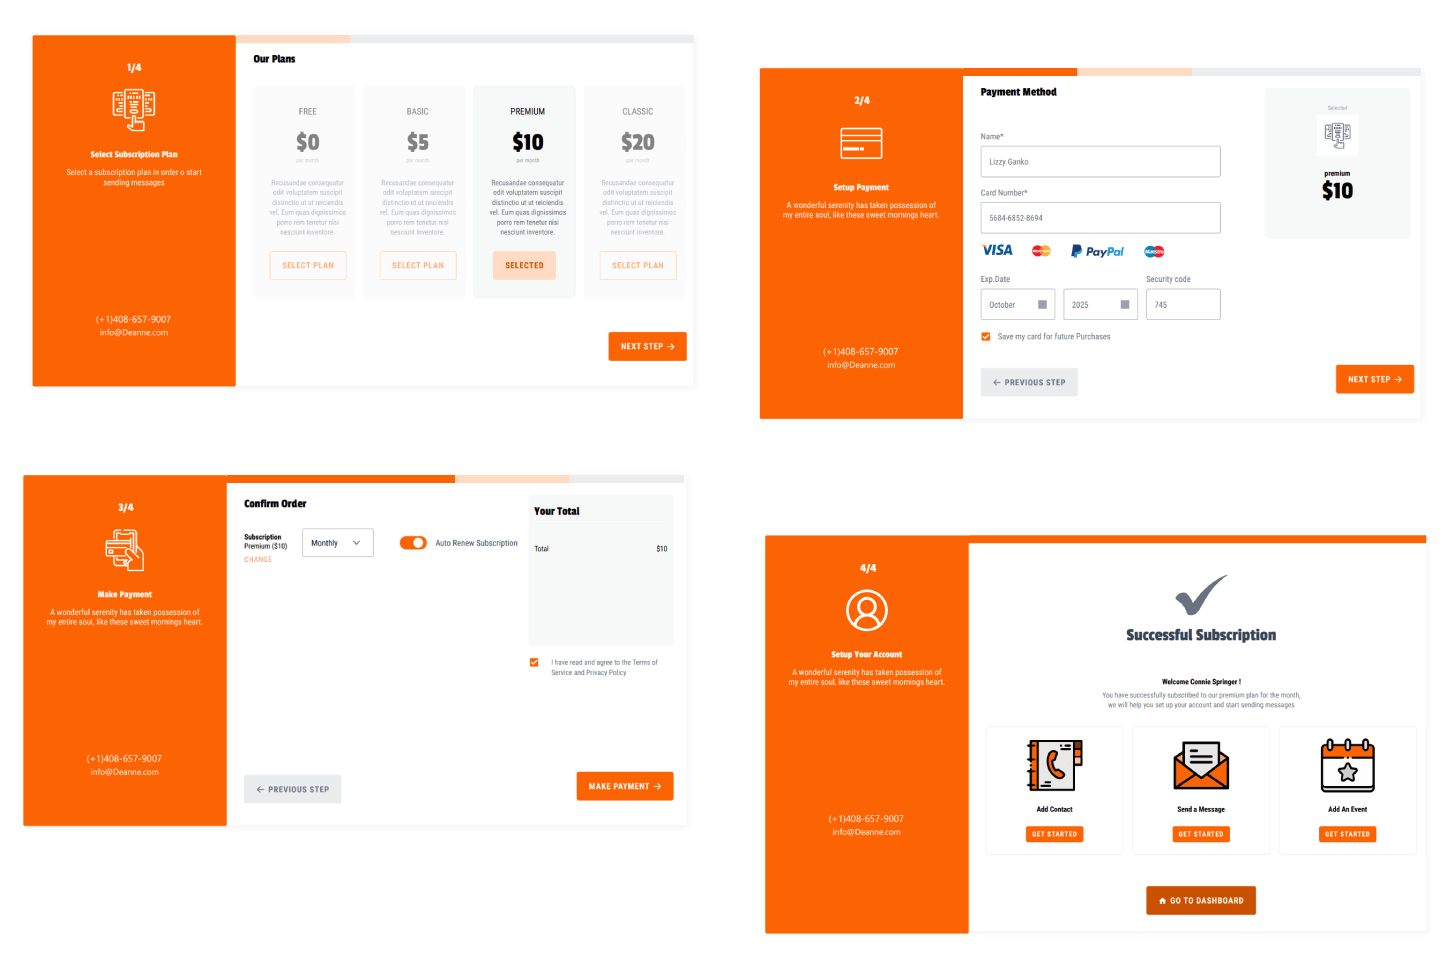 1/4
Select Subscription Plan
Select a subscription plan in order o start
sending messages
(+1)408-657-9007
info@Deanne.com
Our Plans
FREE
$0
per month
Recusandae consequatur
odit voluptatem suscipit
distinctio ut at reiciendis
vel. Eum quas dignissimos
porro rem tenetur nisi
nesciunt inventore.
SELECT PLAN
BASIC
$5
per month
Recusandae consequatur
odit voluptatem suscipit
distinctio ut at reiciendis
vel. Eum quas dignissimos
porro rem tenetur nisi
nesciunt inventore.
SELECT PLAN
PREMIUM
$10
per month
Recusandae consequatur
odit voluptatem suscipit
distinctio ut at reiciendis
vel. Eum quas dignissimos
porro rem tenetur nisi
nesciunt inventore.
SELECTED
CLASSIC
$20
per month
Recusandae consequatur
odit voluptatem suscipit
distinctio ut at reiciendis
vel. Eum quas dignissimos
porro rem tenetur nisi
nesciunt inventore.
SELECT PLAN
NEXT STEP →
2/4
Setup Payment
A wonderful serenity has taken possession of
my entire soul, like these sweet mornings heart.
(+1)408-657-9007
info@Deanne.com
Payment Method
Name*
Lizzy Ganko
Card Number*
5684-6852-8694
VISA PayPal
Exp.Date Security code
October 2025 745
Save my card for future Purchases
← PREVIOUS STEP
Selected
premium
$10
NEXT STEP →
3/4
Make Payment
A wonderful serenity has taken possession of
my entire soul, like these sweet mornings heart.
(+1)408-657-9007
info@Deanne.com
Confirm Order
Subscription
Premium ($10)
CHANGE
Monthly
Auto Renew Subscription
Your Total
Total $10
I have read and agree to the Terms of
Service and Privacy Policy
← PREVIOUS STEP
MAKE PAYMENT →
4/4
Setup Your Account
A wonderful serenity has taken possession of
my entire soul, like these sweet mornings heart.
(+1)408-657-9007
info@Deanne.com
Successful Subscription
Welcome Connie Springer !
You have successfully subscribed to our premium plan for the month,
we will help you set up your account and start sending messages
Add Contact
GET STARTED
Send a Message
GET STARTED
Add An Event
GET STARTED
GO TO DASHBOARD